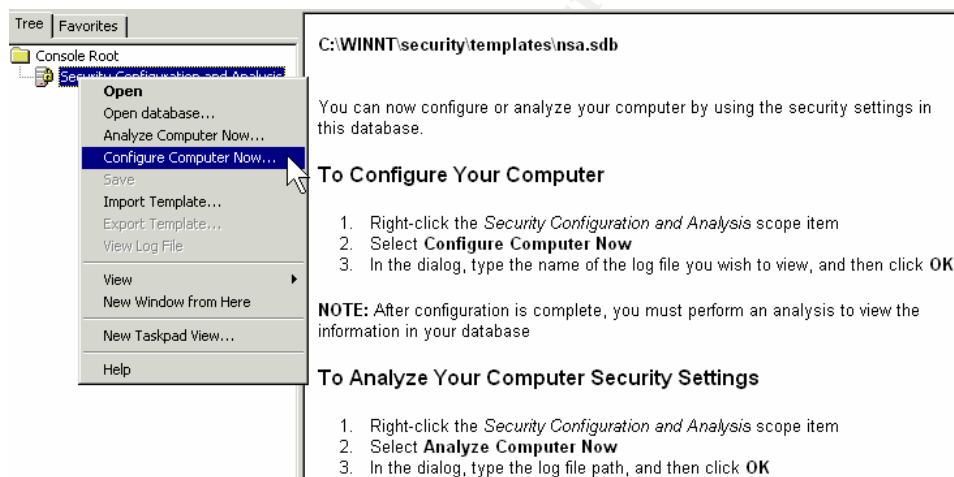 Tree
Favorites
Console Root
Security Configuration and Analysis
Open
Open database...
Analyze Computer Now...
Configure Computer Now...
Save
Import Template...
Export Template...
View Log File
View
New Window from Here
New Taskpad View...
Help
C:\WINNT\security\templates\nsa.sdb
You can now configure or analyze your computer by using the security settings in
this database.
To Configure Your Computer
1. Right-click the Security Configuration and Analysis scope item
2. Select Configure Computer Now
3. In the dialog, type the name of the log file you wish to view, and then click OK
NOTE: After configuration is complete, you must perform an analysis to view the
information in your database
To Analyze Your Computer Security Settings
1. Right-click the Security Configuration and Analysis scope item
2. Select Analyze Computer Now
3. In the dialog, type the log file path, and then click OK